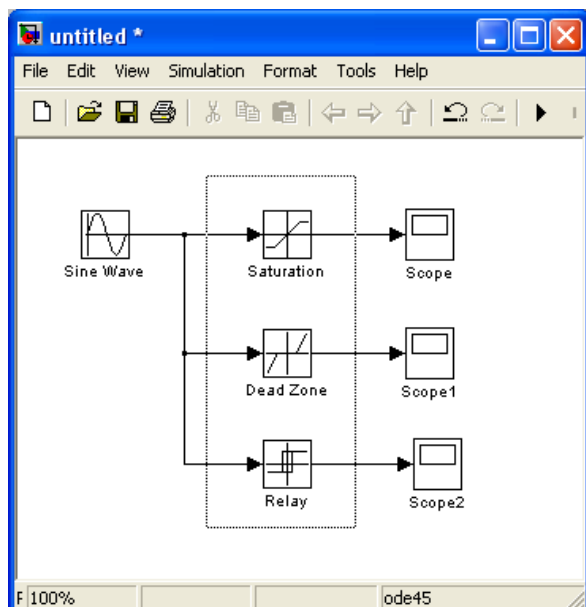 untitled *
File Edit View Simulation Format Tools Help
Sine Wave
Saturation
Scope
Dead Zone
Scope1
Relay
Scope2
F 100% ode45